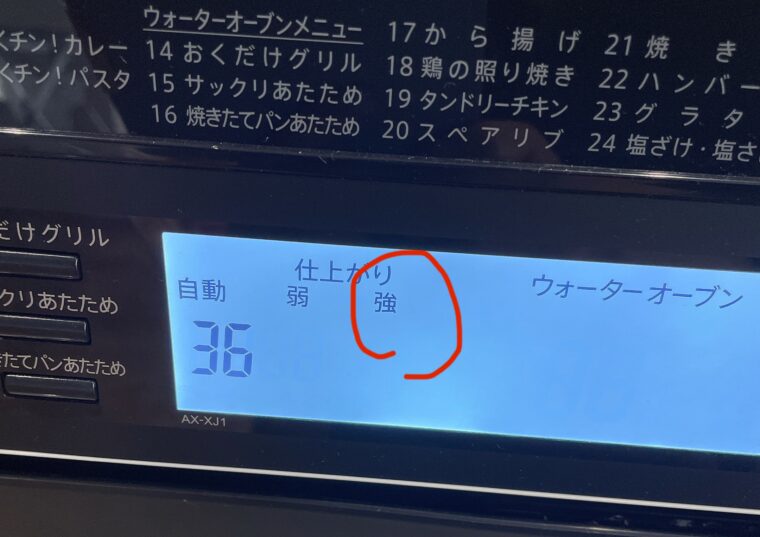 ウォーターオーブンメニュー
くチン!カレー
くチン!パスタ
14 おくだけグリル
15 サックリあたため
16 焼きたてパンあたため
17 から揚げ
18 鶏の照り焼き
19 タンドリーチキン
20 スペアリブ
21 焼き
22 ハンバー
23 グラタ
24 塩ざけ・塩さ
だけグリル
ックリあたため
きたてパンあたため
仕上がり
自動 弱 強 ウォーターオーブン
36
AX-XJ1